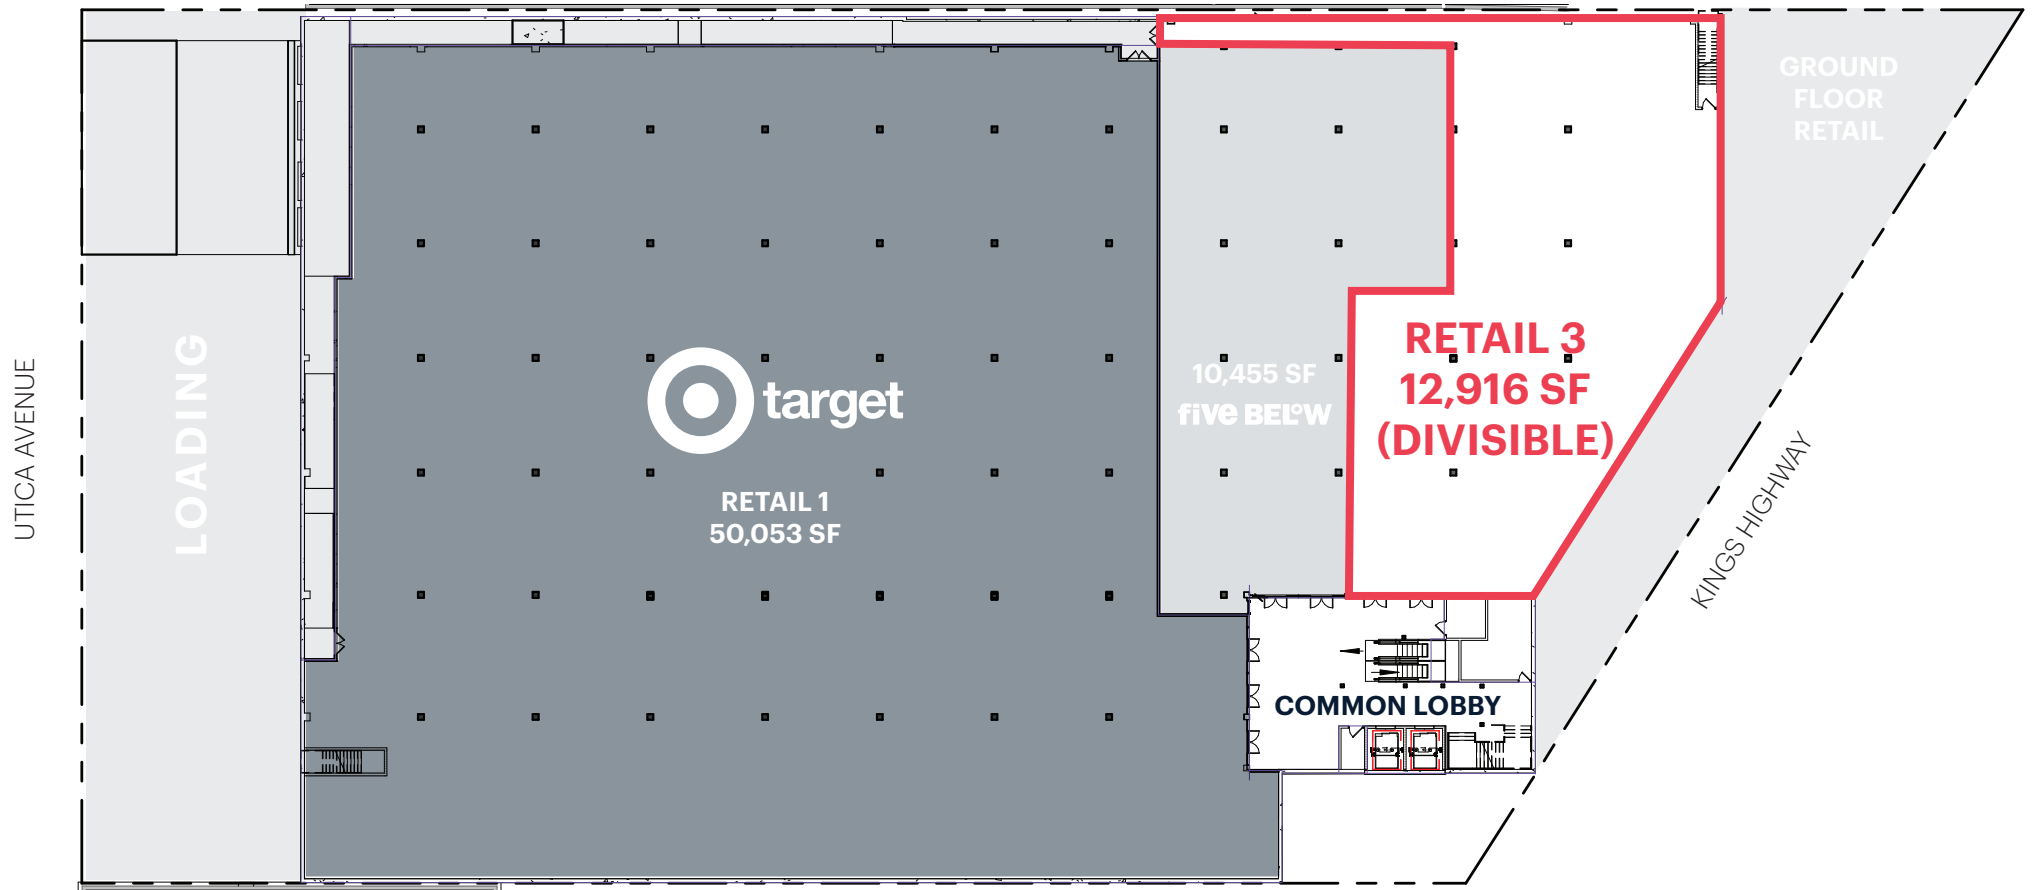 UTICA AVENUE
LOADING
target
RETAIL 1
50,053 SF
10,455 SF
five BEL°W
RETAIL 3
12,916 SF
(DIVISIBLE)
GROUND
FLOOR
RETAIL
KINGS HIGHWAY
COMMON LOBBY